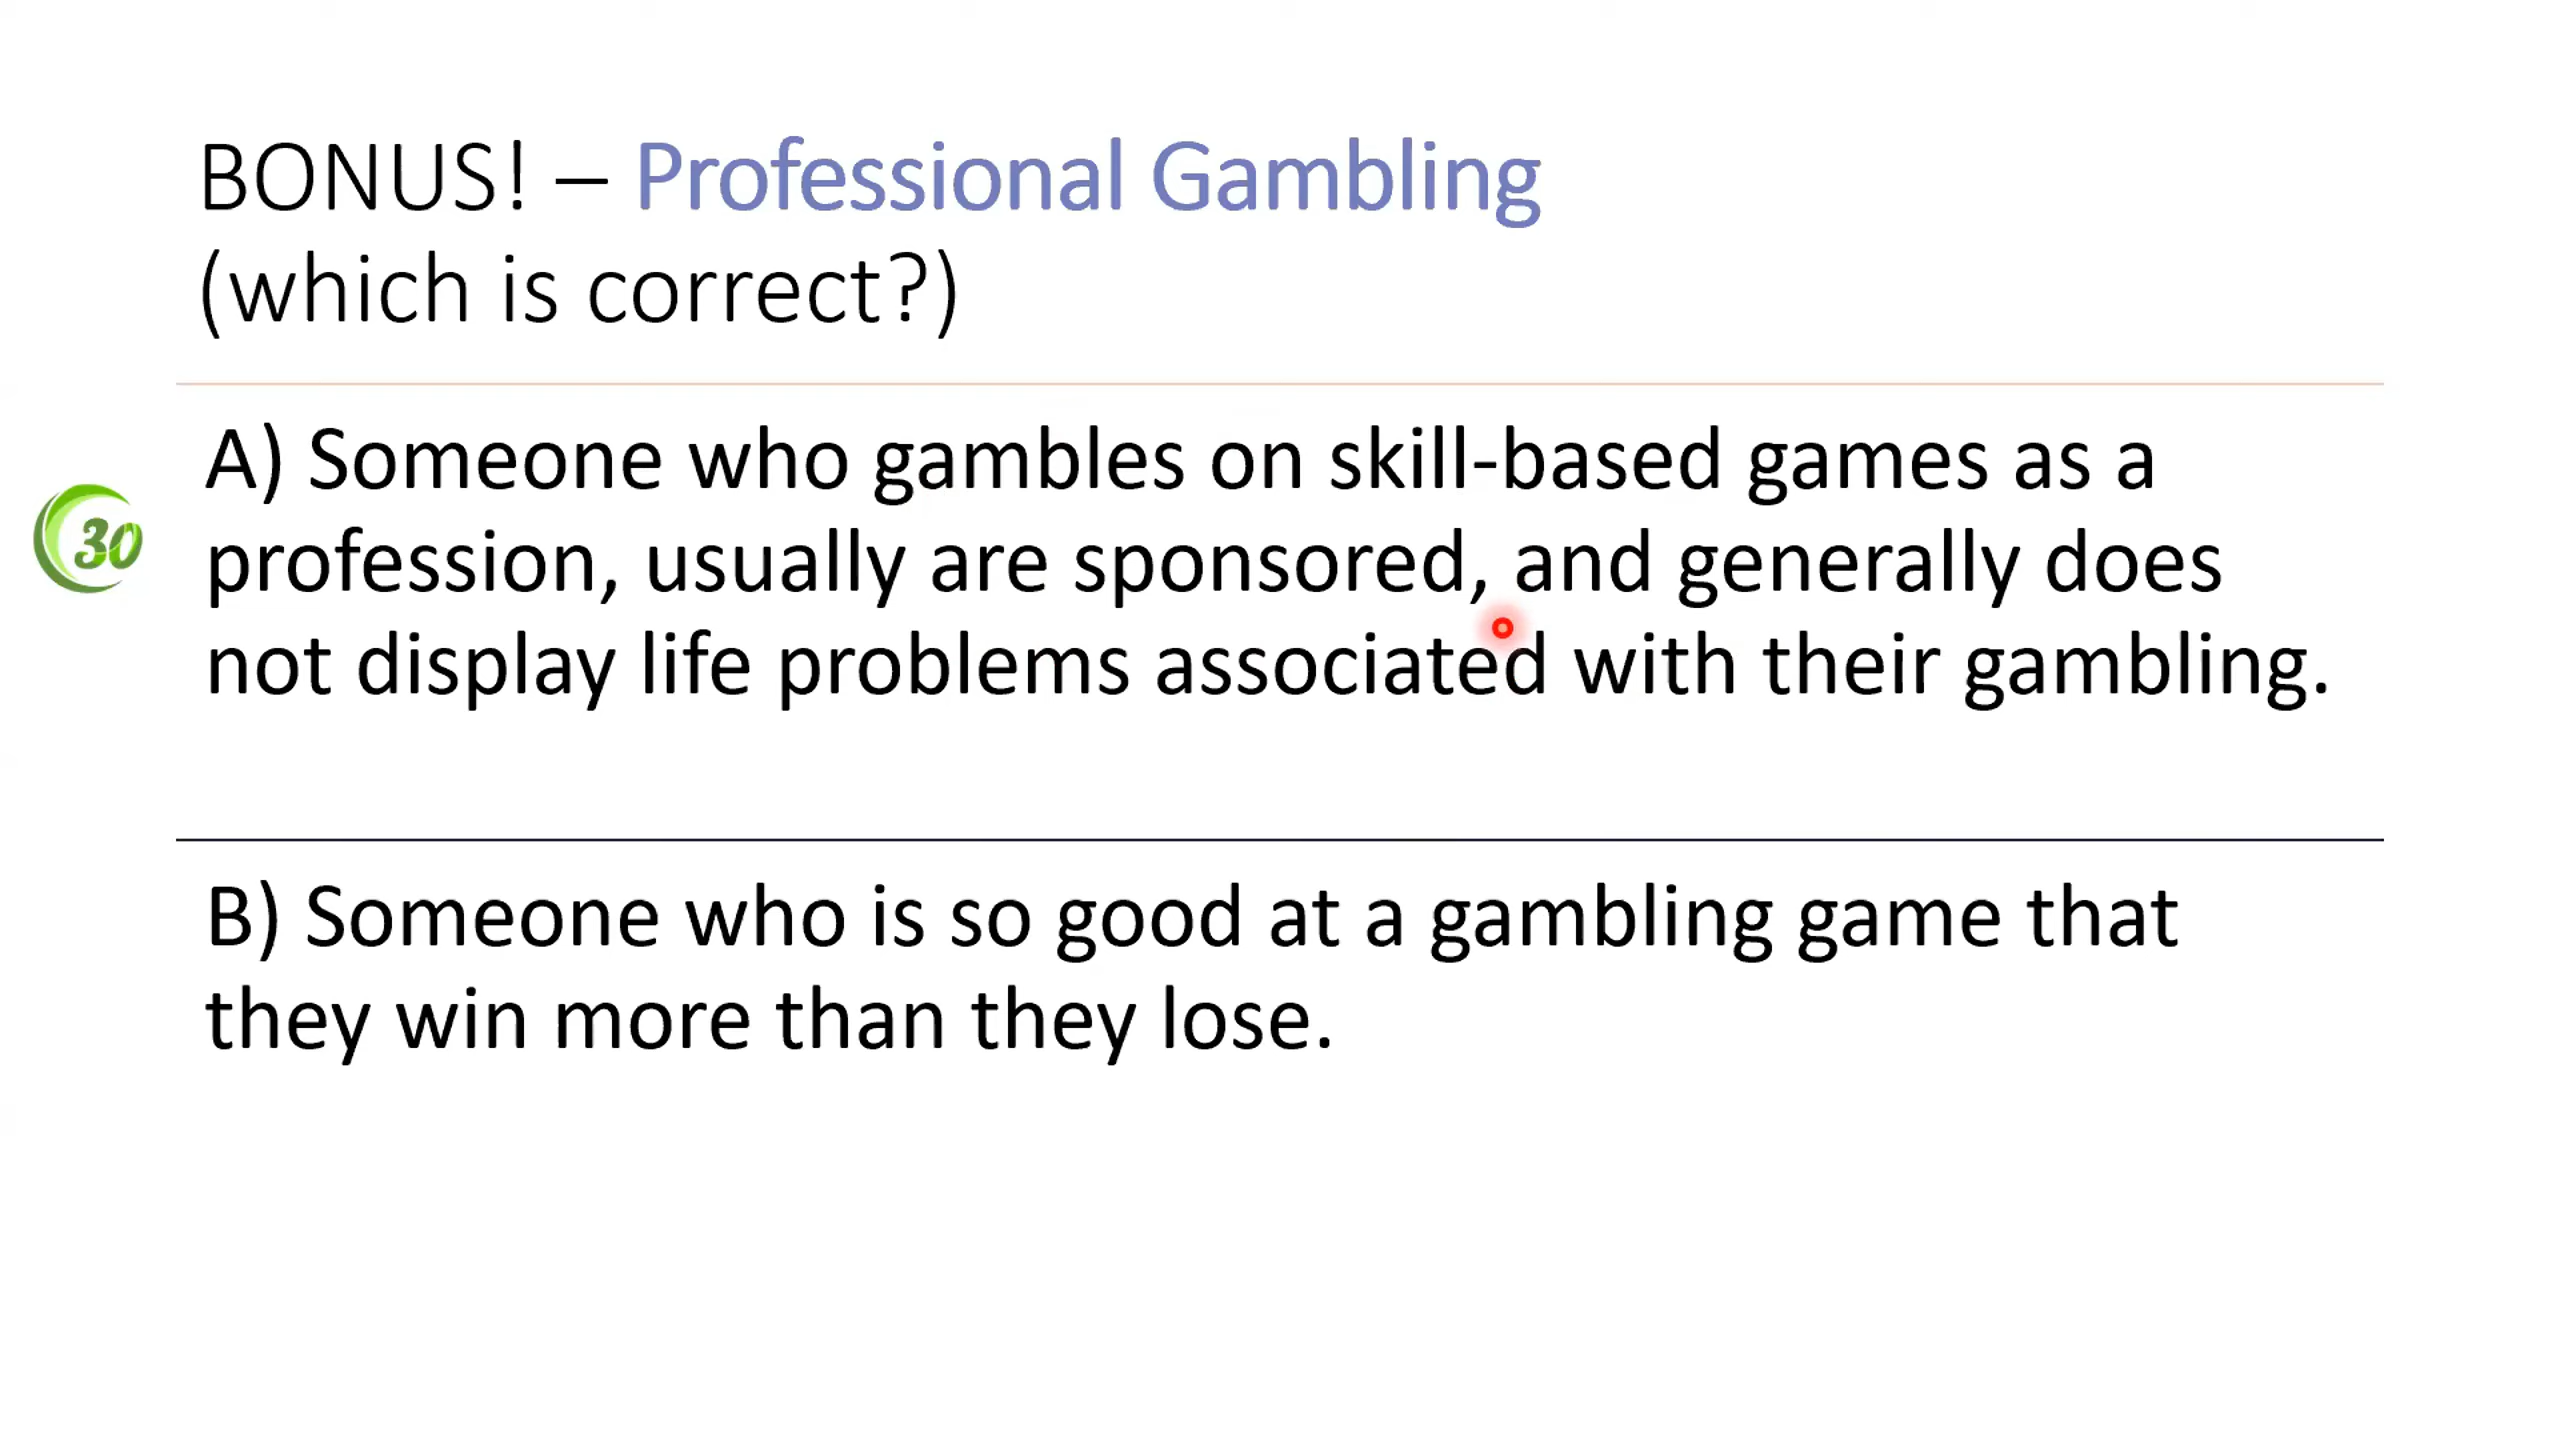 BONUS! – Professional Gambling
(which is correct?)
A) Someone who gambles on skill-based games as a
30
profession, usually are sponsored, and generally does
not display life problems associated with their gambling.
B) Someone who is so good at a gambling game that
they win more than they lose.